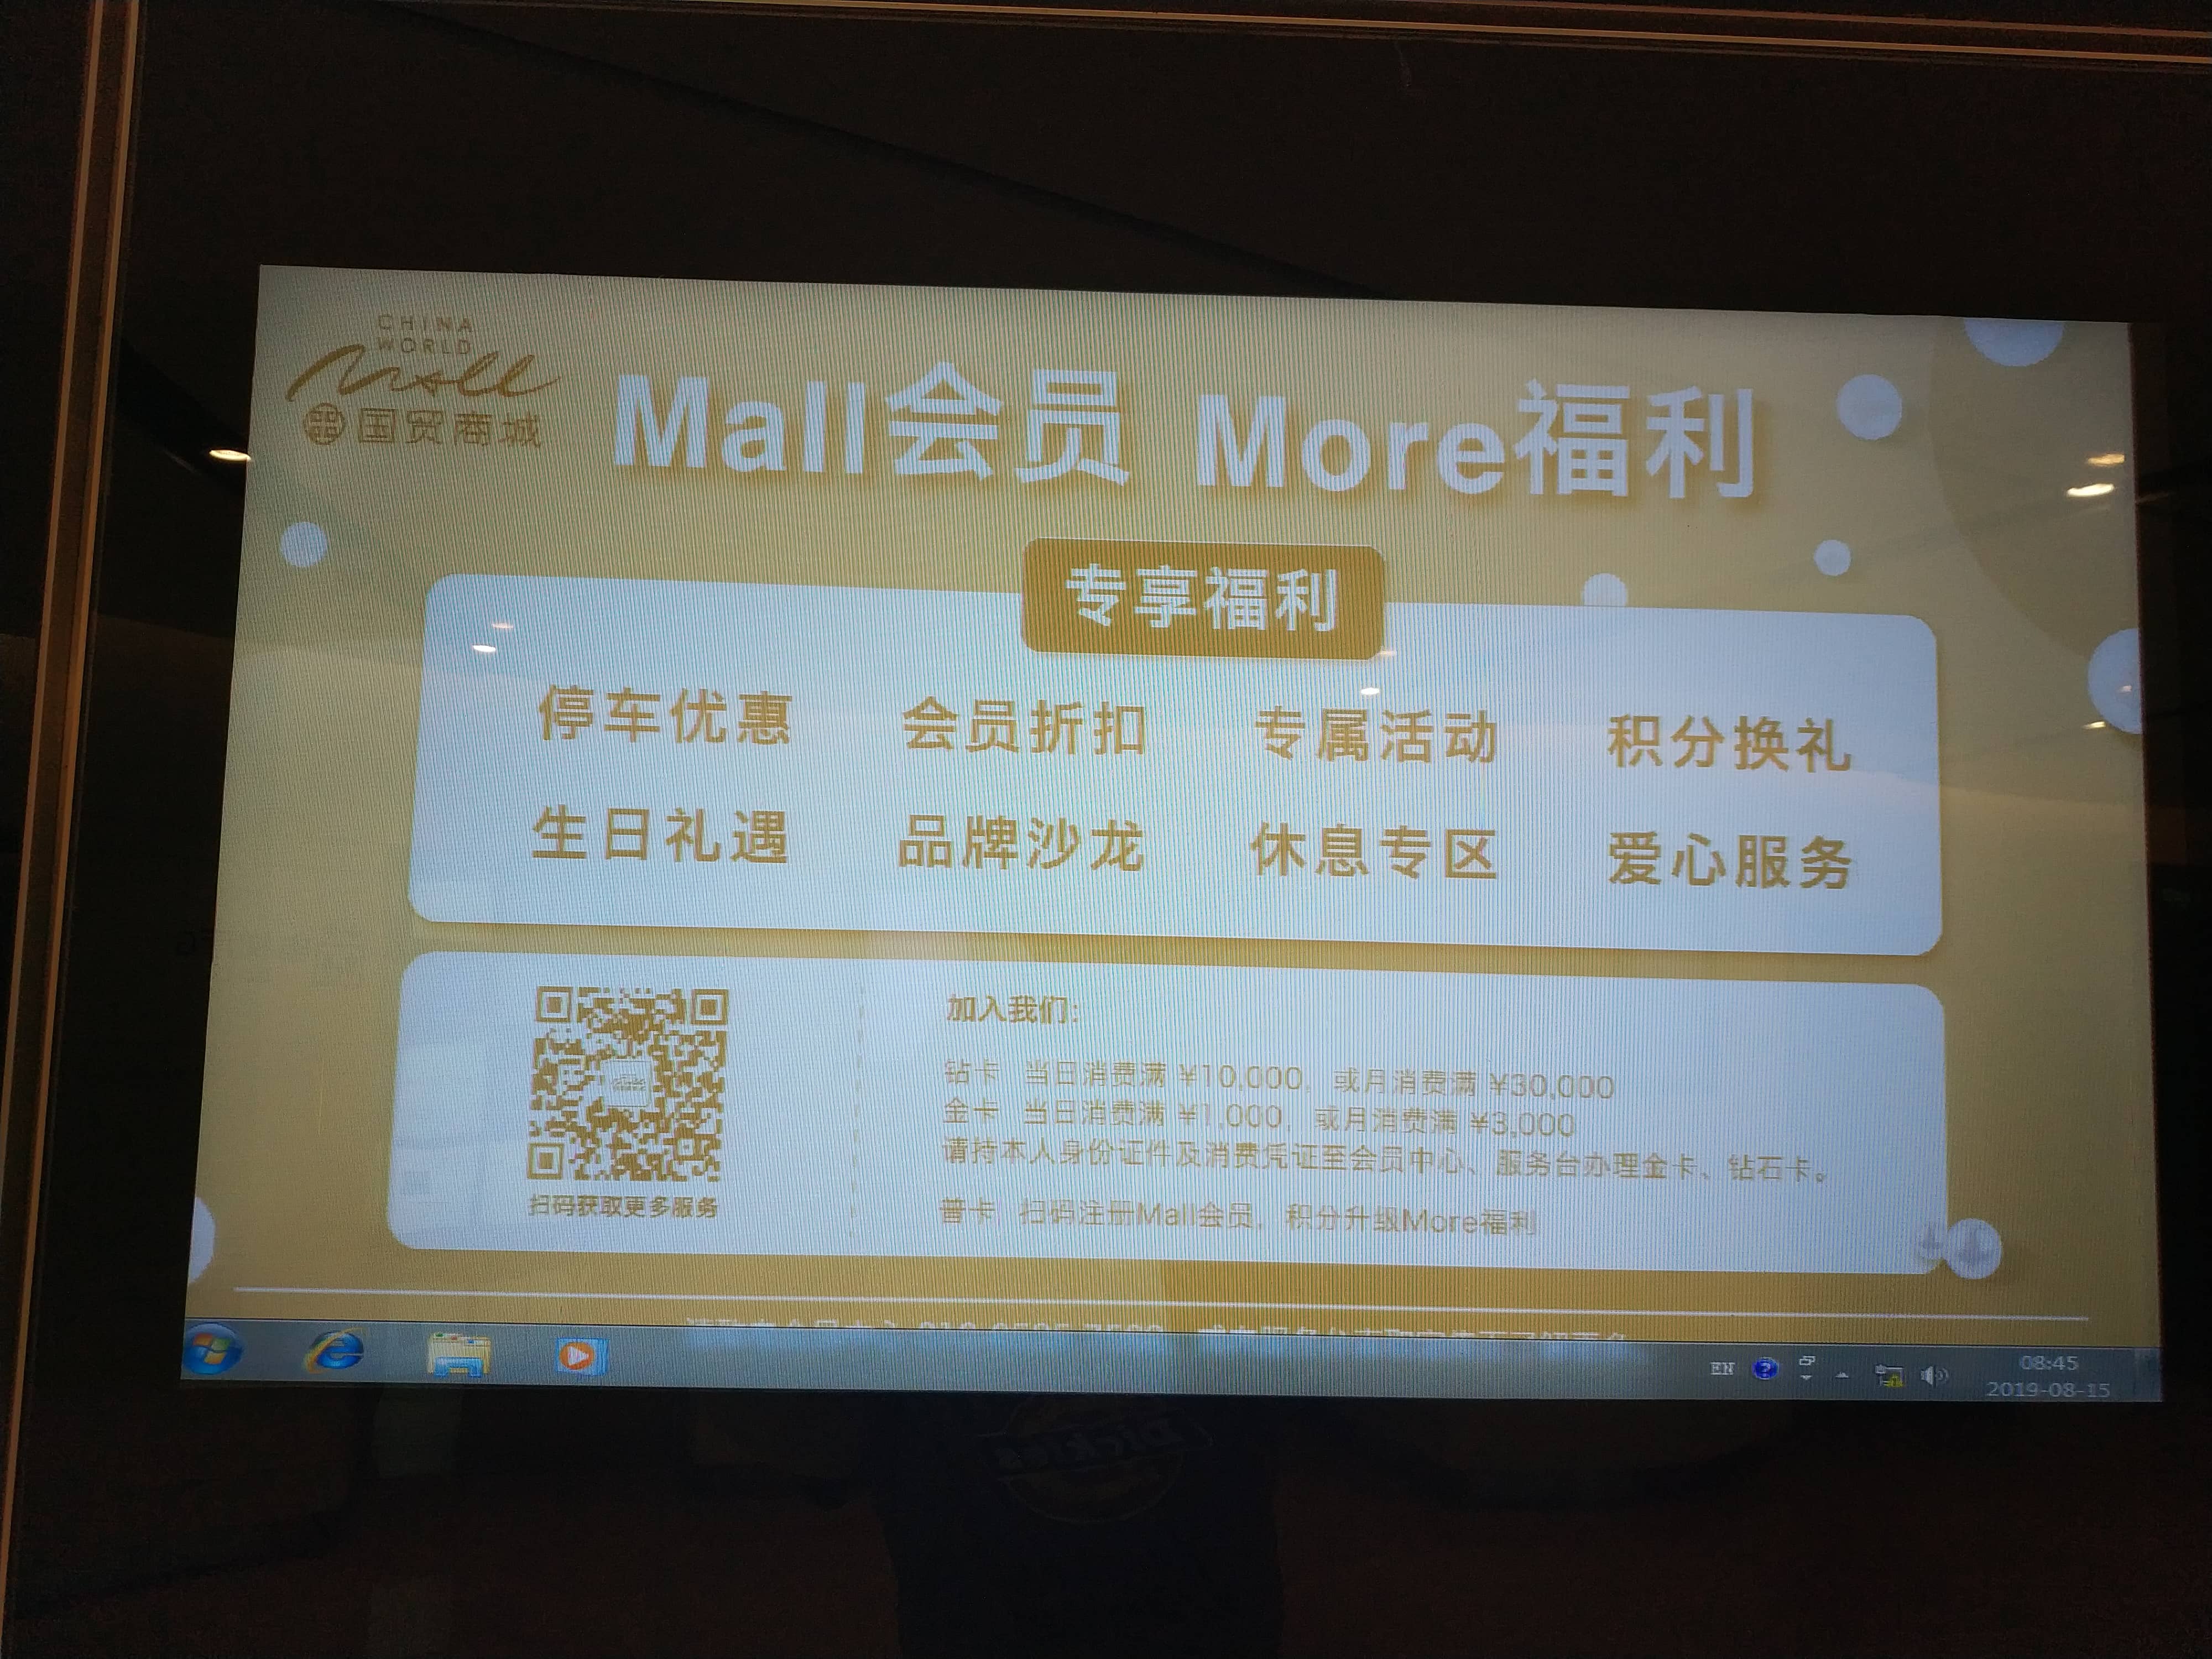 CHINA
WORLD
Mall
国贸商城
Mall会员 More福利
专享福利
停车优惠 会员折扣 专属活动 积分换礼
生日礼遇 品牌沙龙 休息专区 爱心服务
扫码获取更多服务
加入我们：
钻卡 当日消费满 ¥10,000，或月消费满 ¥30,000
金卡 当日消费满 ¥1,000，或月消费满 ¥3,000
请持本人身份证件及消费凭证至会员中心、服务台办理金卡、钻石卡。
普卡 扫码注册Mall会员，积分升级More福利
EN
08:45
2019-08-15
dickies